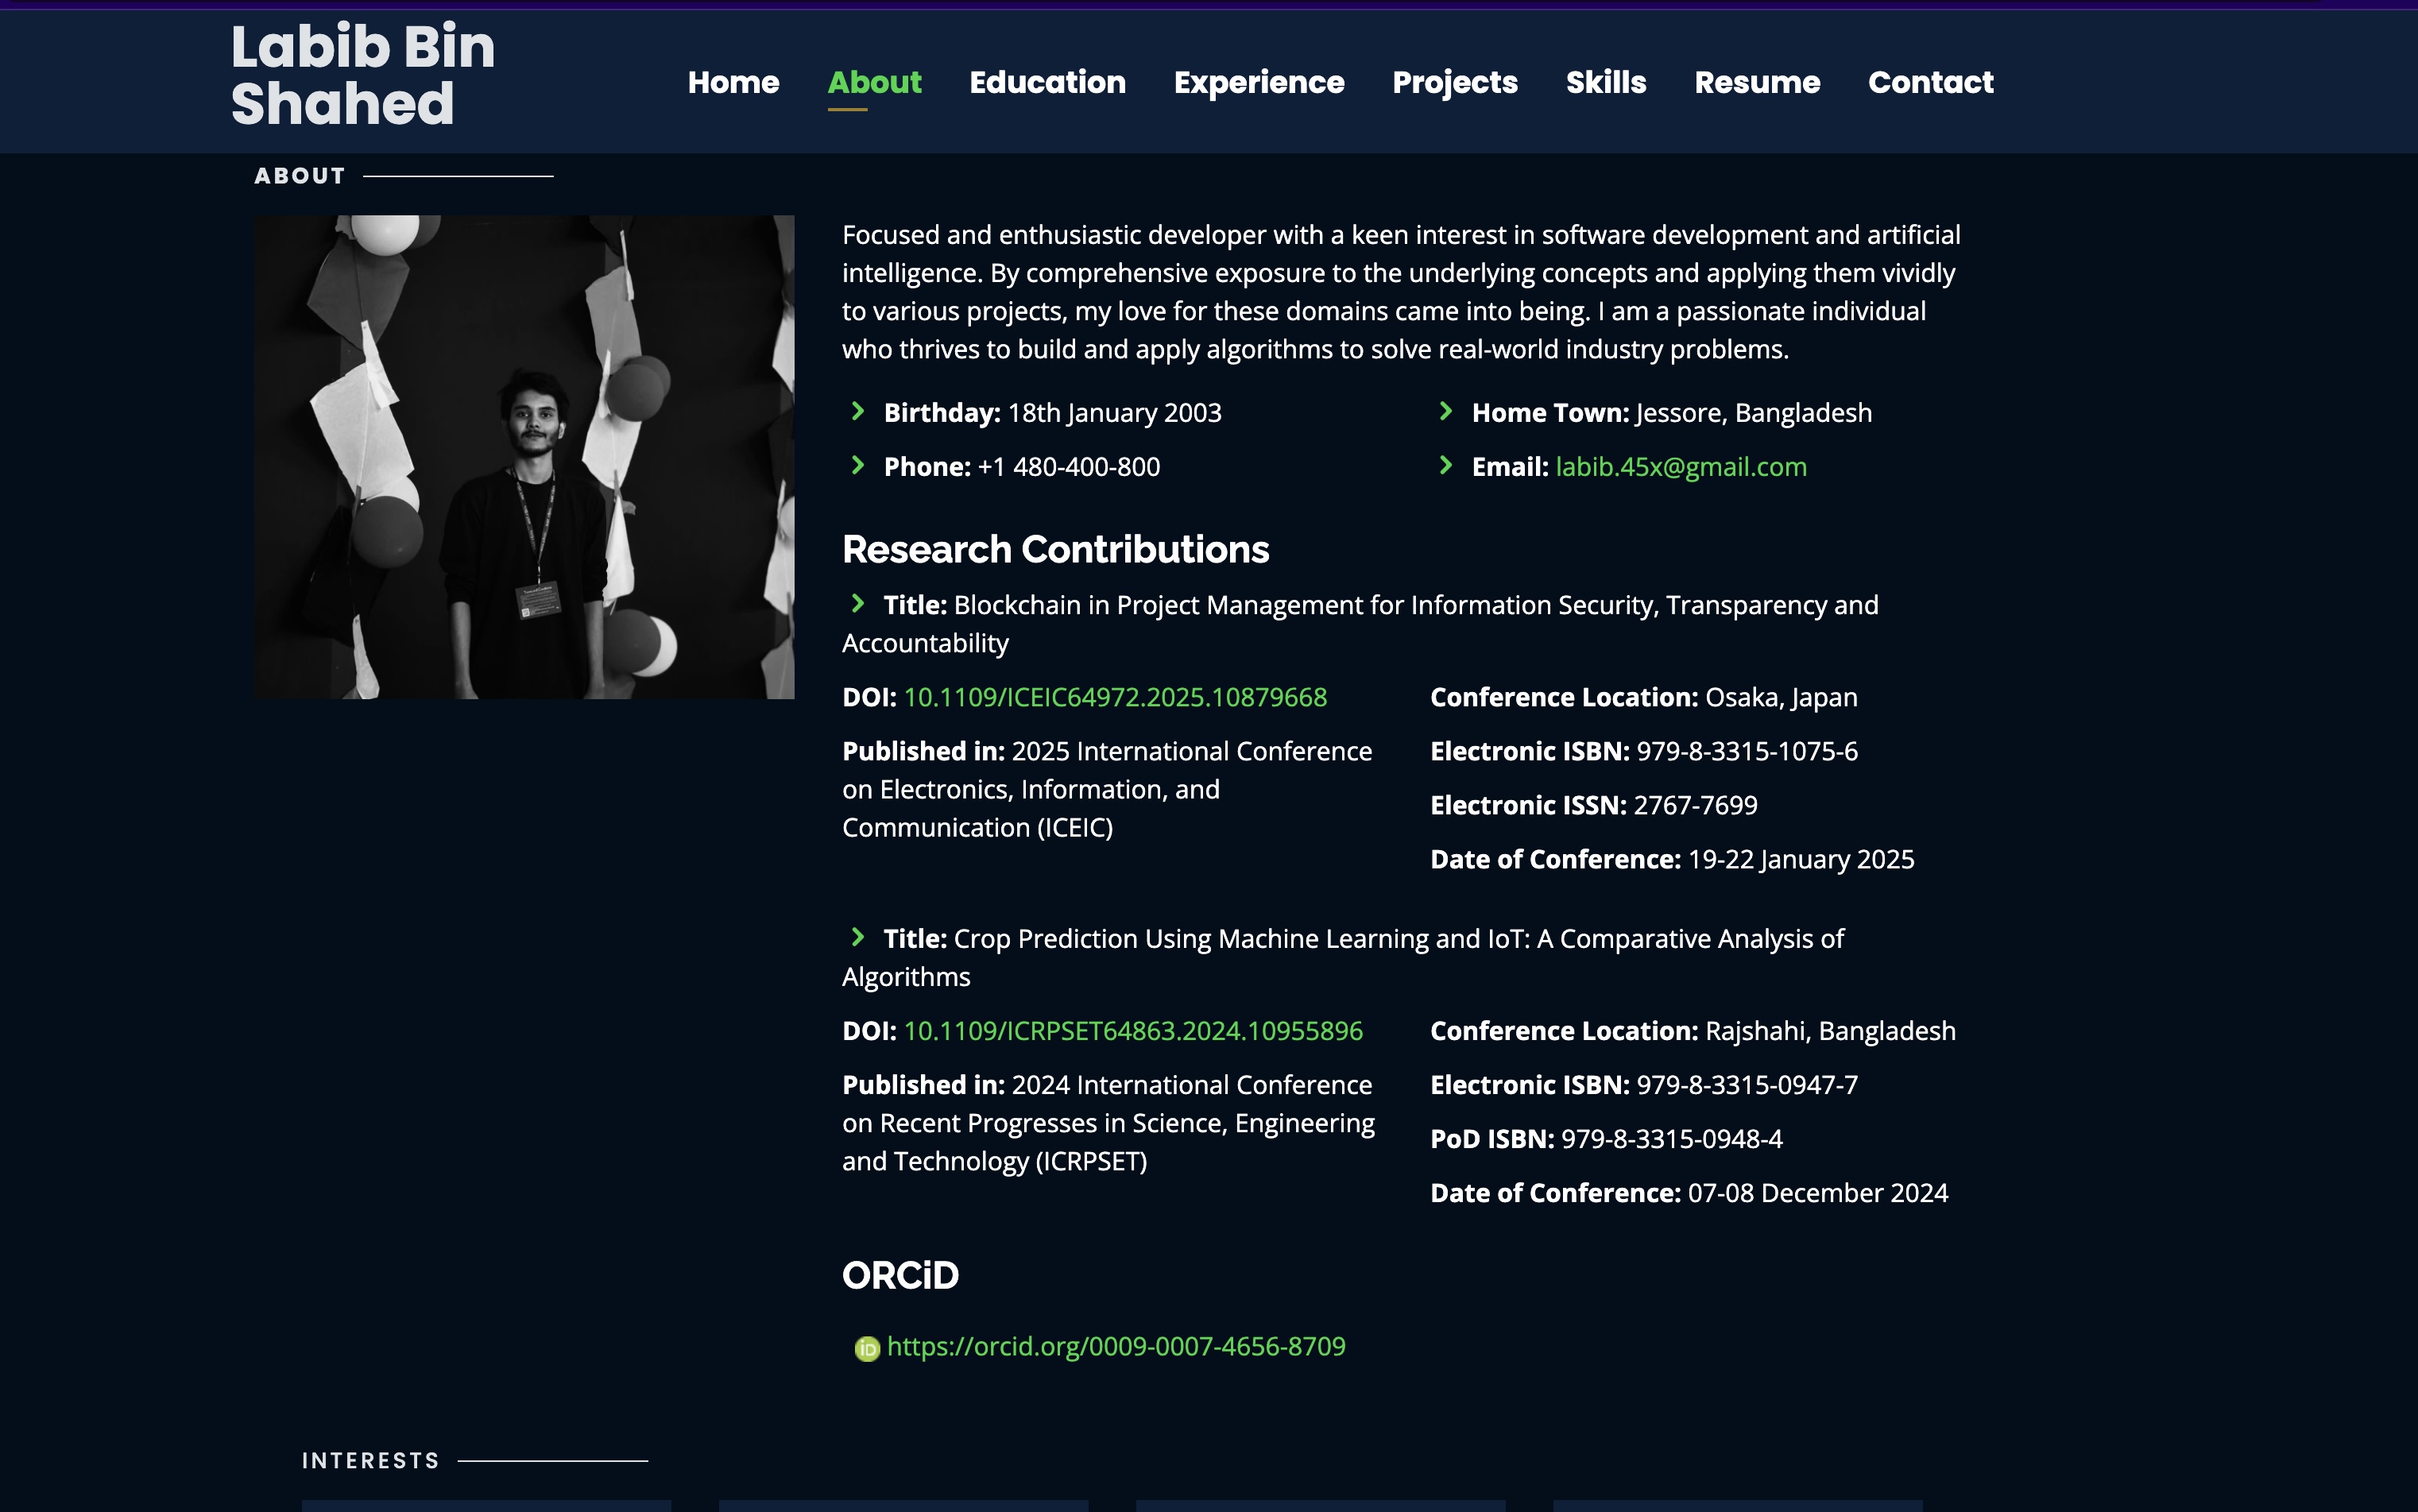 Labib Bin
Shahed
Home About Education Experience Projects Skills Resume Contact
ABOUT
Focused and enthusiastic developer with a keen interest in software development and artificial
intelligence. By comprehensive exposure to the underlying concepts and applying them vividly
to various projects, my love for these domains came into being. I am a passionate individual
who thrives to build and apply algorithms to solve real-world industry problems.
Birthday: 18th January 2003
Home Town: Jessore, Bangladesh
Phone: +1 480-400-800
Email: labib.45x@gmail.com
Research Contributions
Title: Blockchain in Project Management for Information Security, Transparency and
Accountability
DOI: 10.1109/ICEIC64972.2025.10879668
Published in: 2025 International Conference
on Electronics, Information, and
Communication (ICEIC)
Conference Location: Osaka, Japan
Electronic ISBN: 979-8-3315-1075-6
Electronic ISSN: 2767-7699
Date of Conference: 19-22 January 2025
Title: Crop Prediction Using Machine Learning and IoT: A Comparative Analysis of
Algorithms
DOI: 10.1109/ICRPSET64863.2024.10955896
Published in: 2024 International Conference
on Recent Progresses in Science, Engineering
and Technology (ICRPSET)
Conference Location: Rajshahi, Bangladesh
Electronic ISBN: 979-8-3315-0947-7
PoD ISBN: 979-8-3315-0948-4
Date of Conference: 07-08 December 2024
ORCiD
iD https://orcid.org/0009-0007-4656-8709
INTERESTS